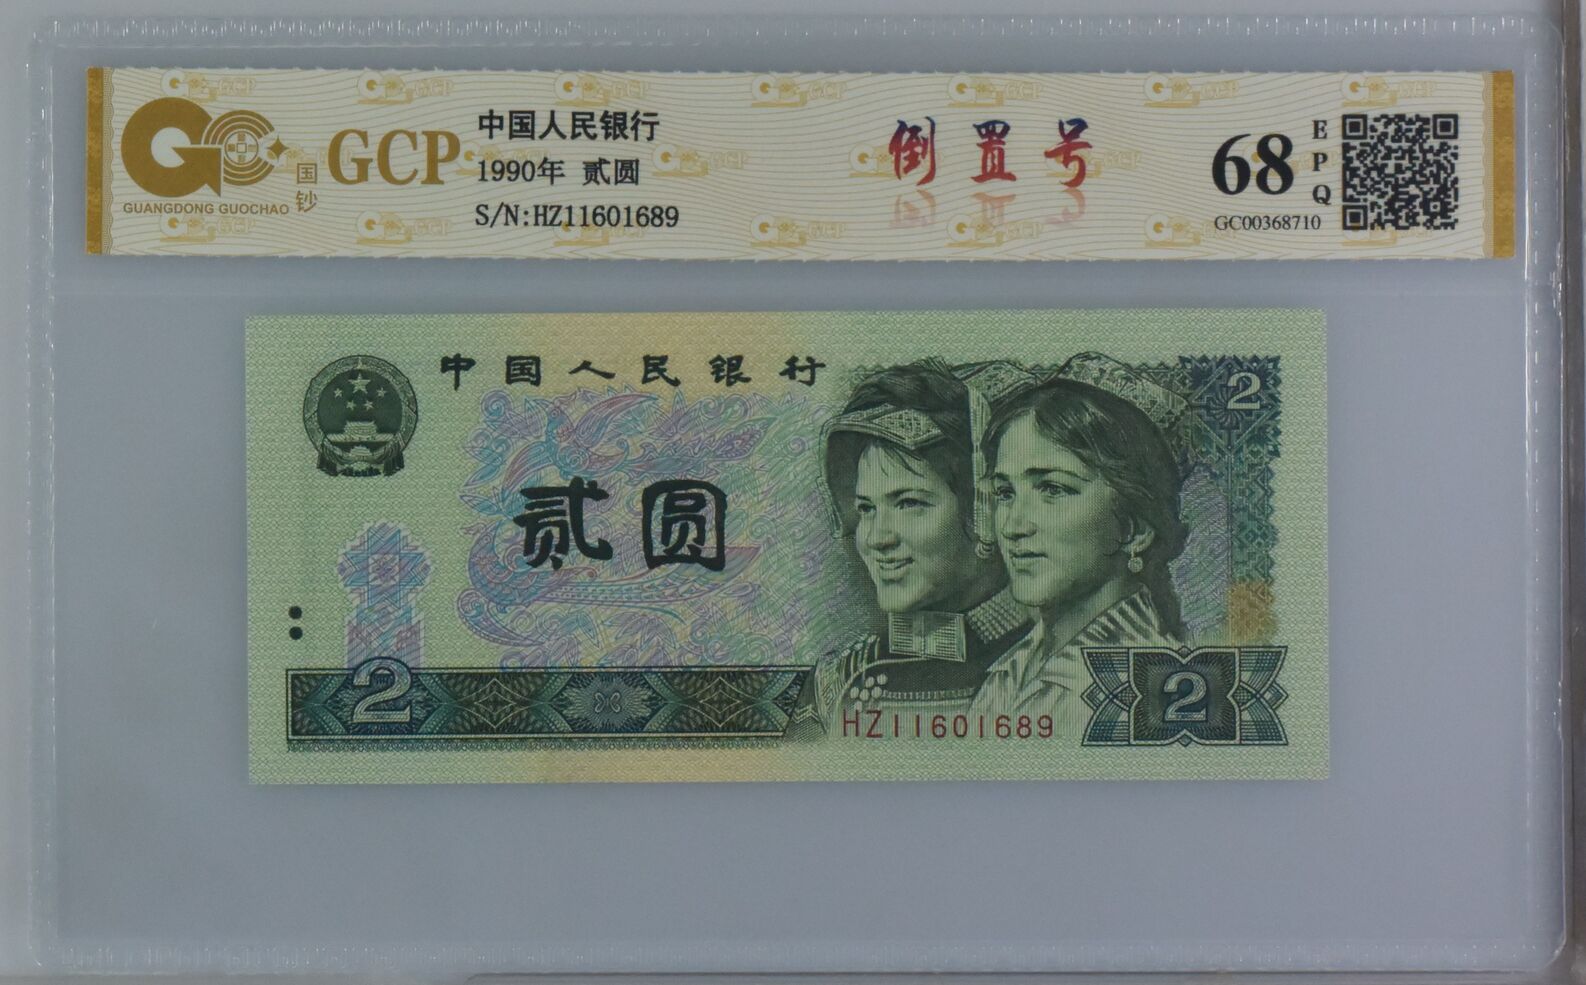 GCP
国钞
GUANGDONG GUOCHAO
中国人民银行
1990年 贰圆
S/N:HZ11601689
倒置号
68
EPQ
GC00368710
中国人民银行
2
贰圆
2
HZ11601689
2